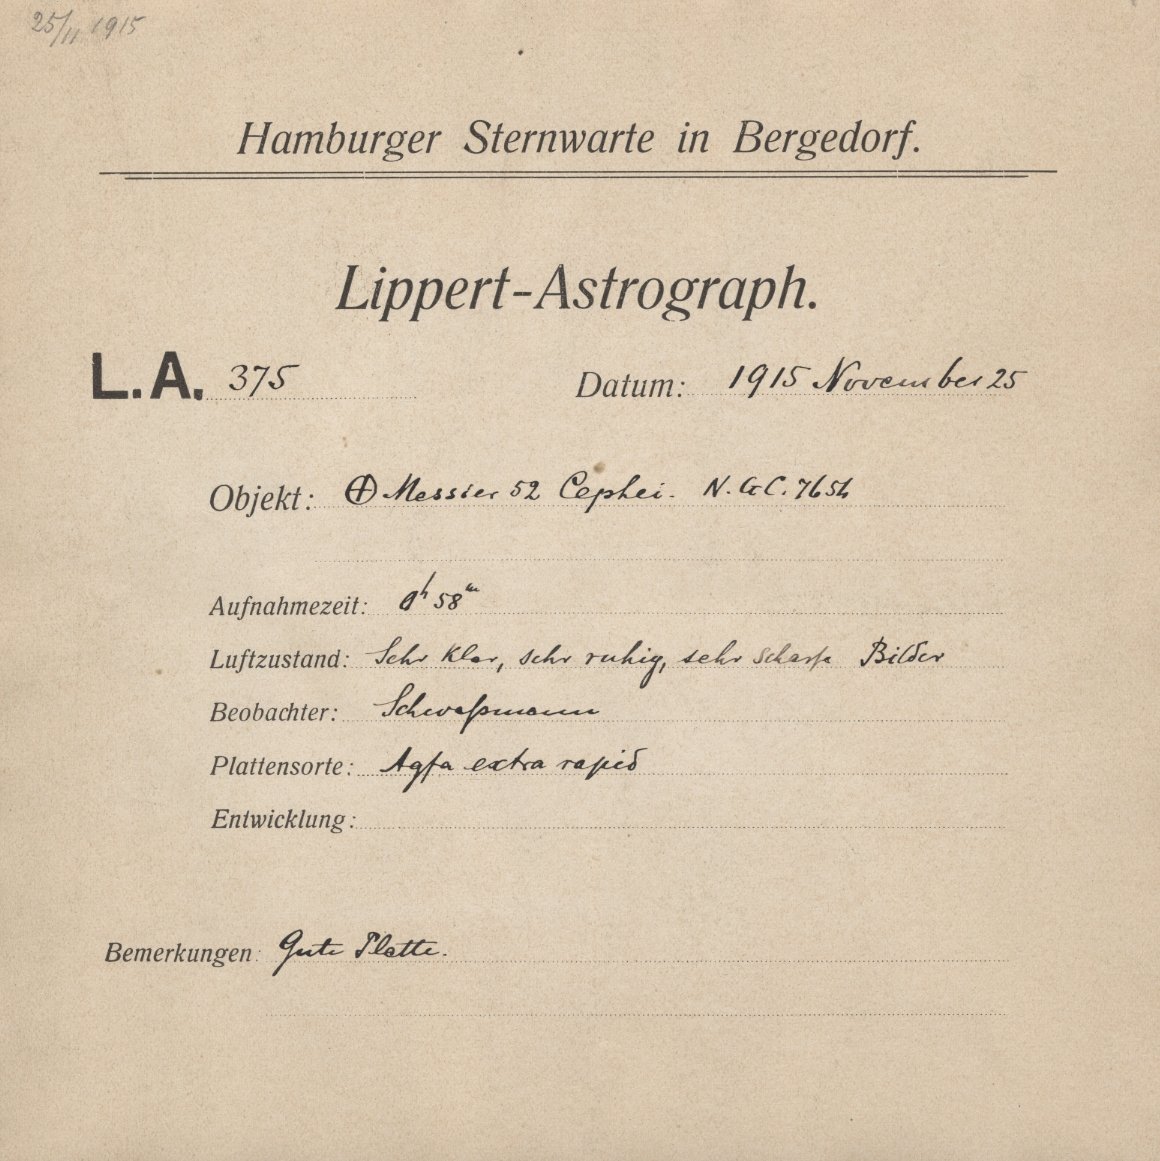 25/11 1915
Hamburger Sternwarte in Bergedorf.
Lippert-Astrograph.
L.A. 375 Datum: 1915 November 25
Objekt: ⊕ Messier 52 Cephei. N.G.C. 7654
Aufnahmezeit: 0h 58m
Luftzustand: Sehr klar, sehr ruhig, sehr scharfe Bilder
Beobachter: Schwaßmann
Plattensorte: Agfa extra rapid
Entwicklung:
Bemerkungen: Gute Platte.